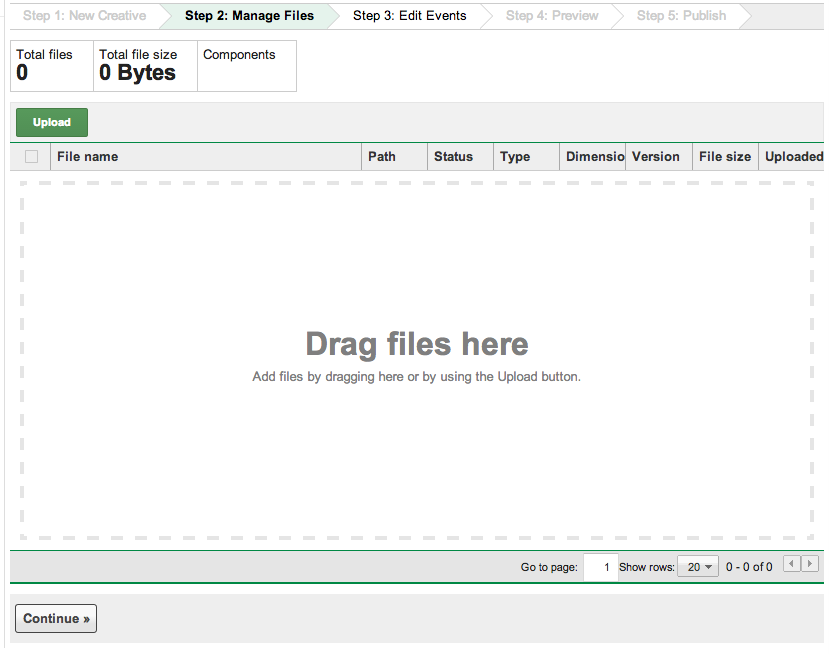 Step 1: New Creative Step 2: Manage Files Step 3: Edit Events Step 4: Preview Step 5: Publish
Total files Total file size Components
0 0 Bytes
Upload
File name Path Status Type Dimensio Version File size Uploaded
Drag files here
Add files by dragging here or by using the Upload button.
Go to page: 1 Show rows: 20 0 - 0 of 0
Continue »